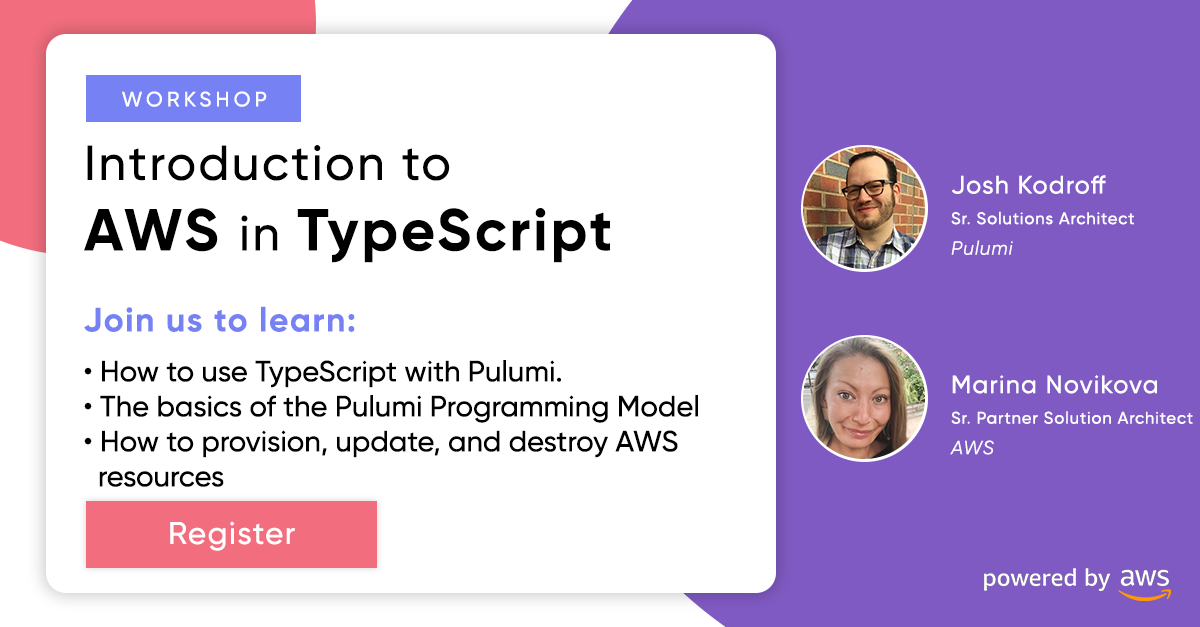 WORKSHOP
Introduction to
AWS in TypeScript
Join us to learn:
• How to use TypeScript with Pulumi.
• The basics of the Pulumi Programming Model
• How to provision, update, and destroy AWS
resources
Register
Josh Kodroff
Sr. Solutions Architect
Pulumi
Marina Novikova
Sr. Partner Solution Architect
AWS
powered by aws